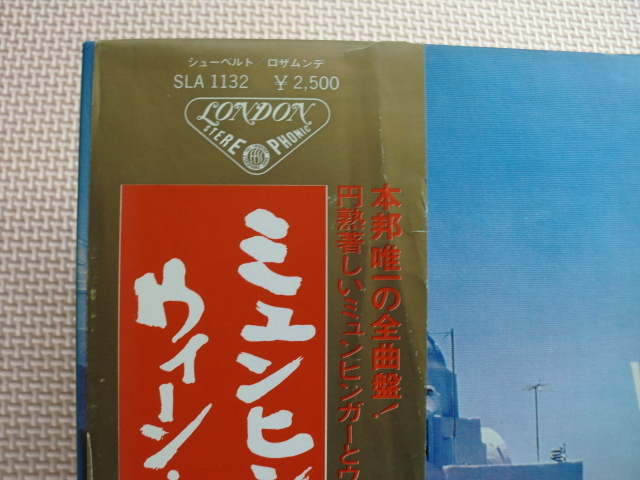 シューベルト/ロザムンデ
SLA 1132 ¥2,500
LONDON
STEREOPHONIC
本邦唯一の全曲盤!
円熟著しいミュンヒンガーとウ
ミュンヒン
ウィーン・